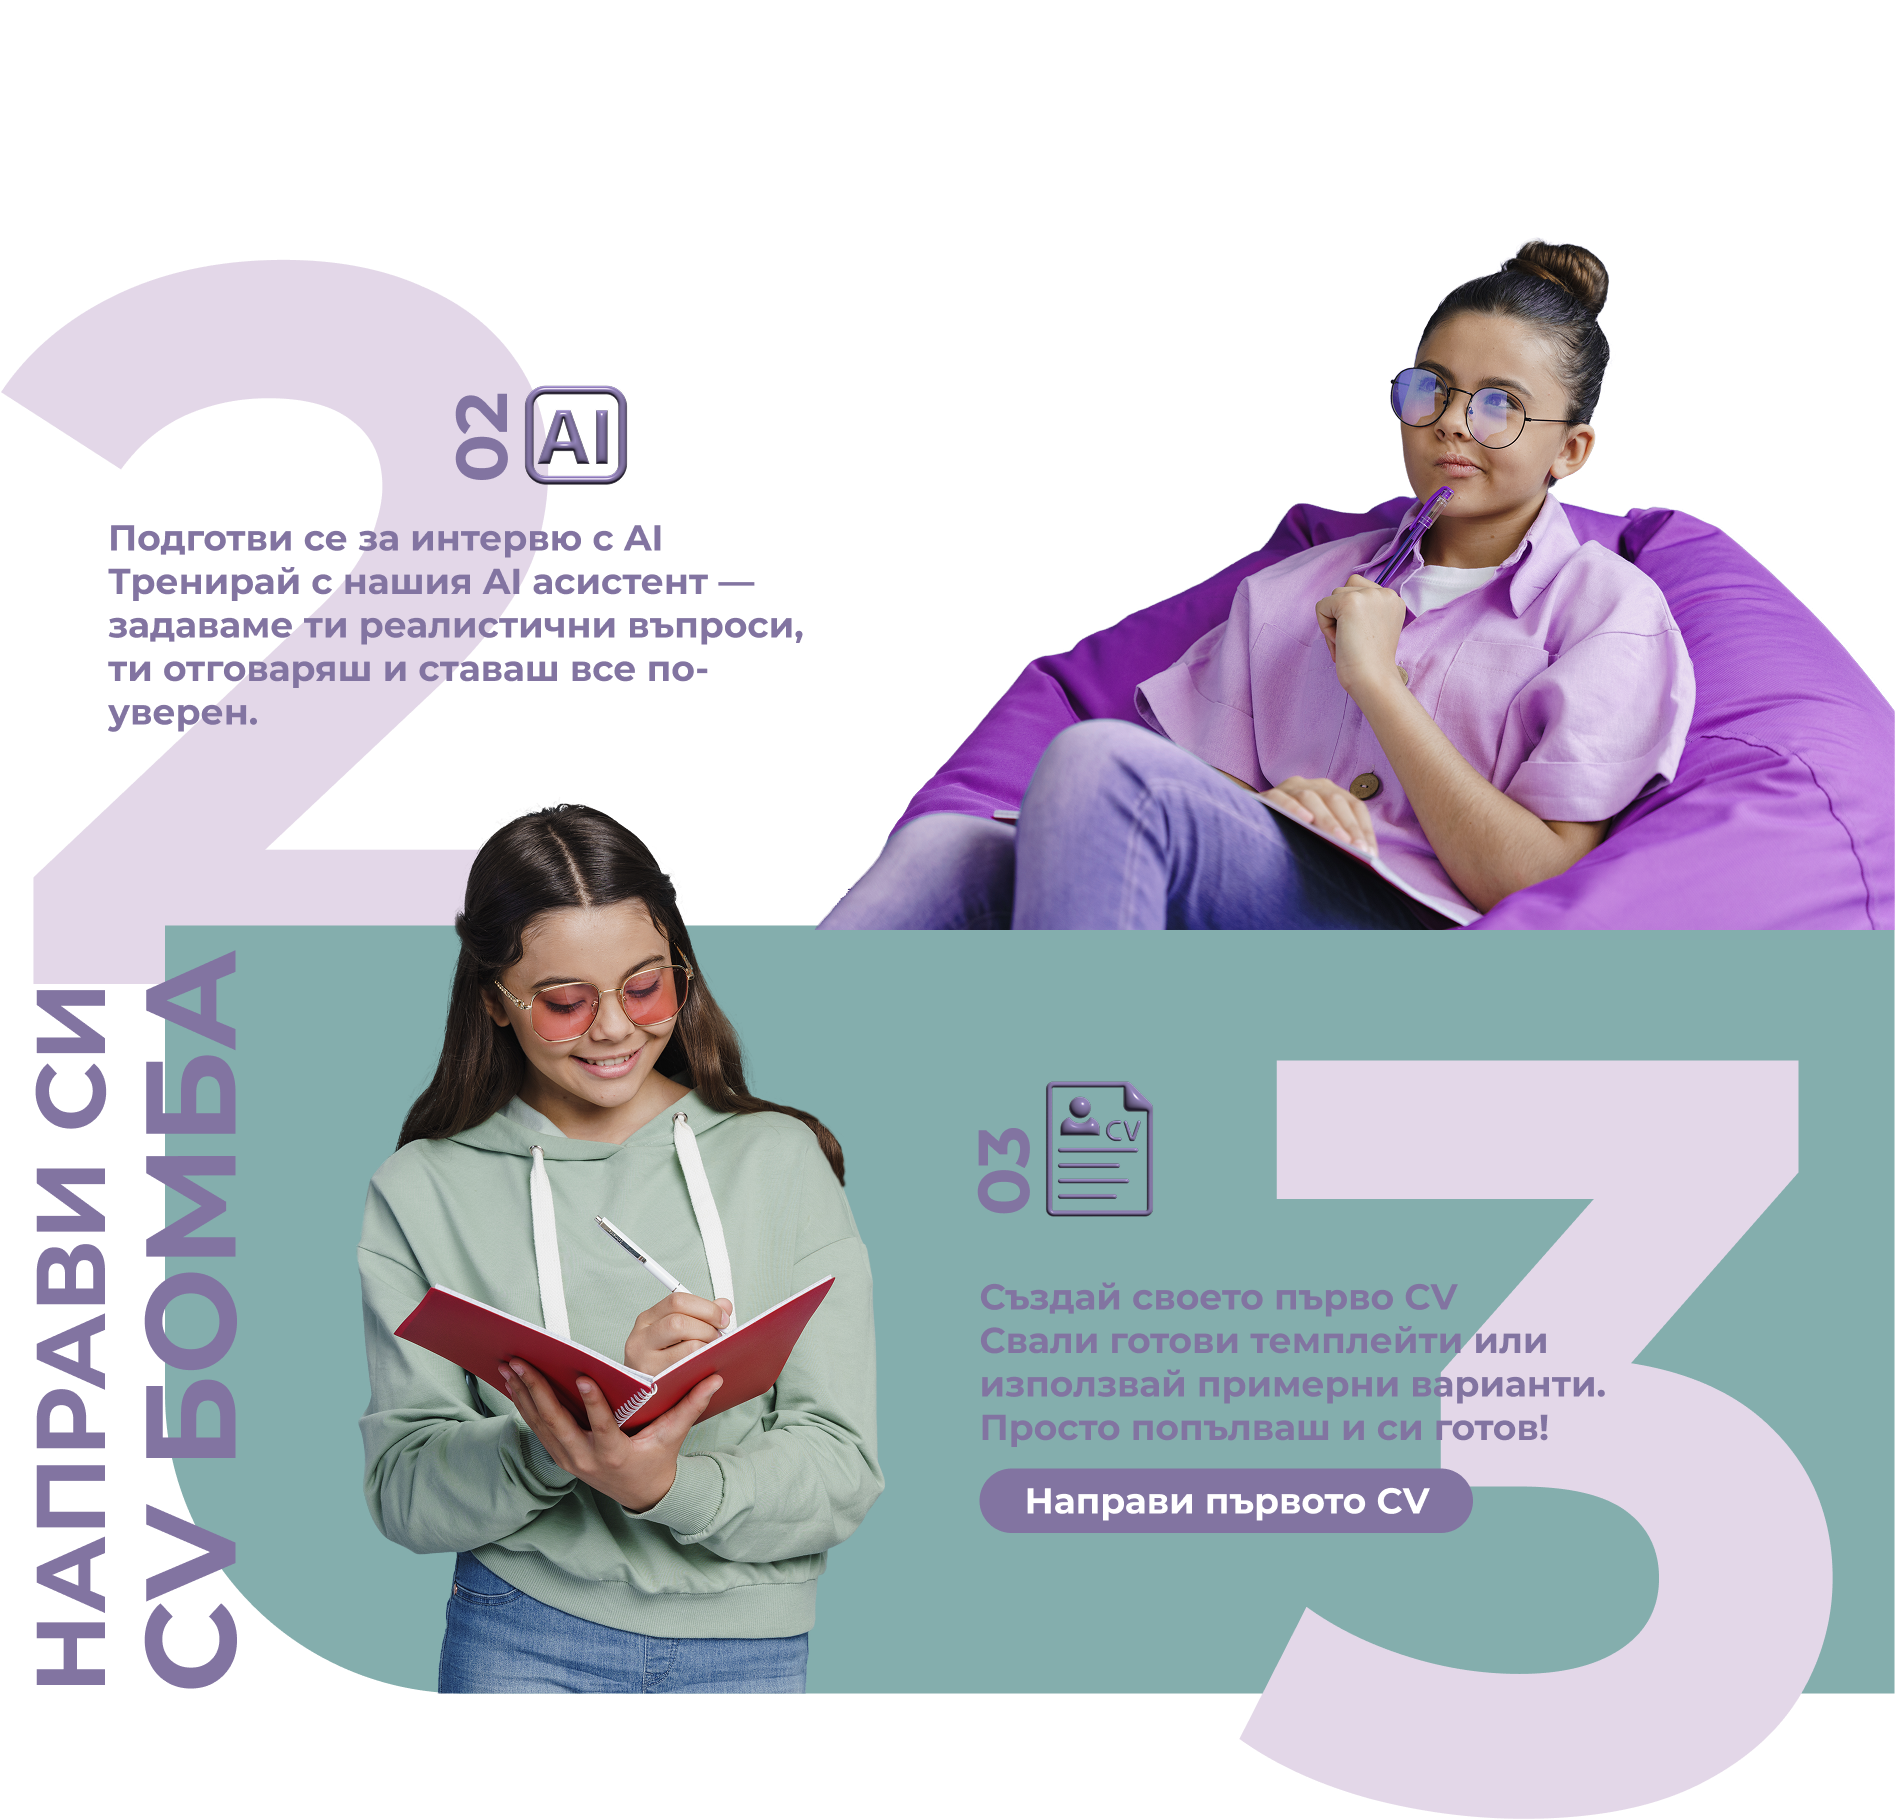 2
02
AI
Подготви се за интервю с AI
Тренирай с нашия AI асистент —
задаваме ти реалистични въпроси,
ти отговаряш и ставаш все по-
уверен.
НАПРАВИ СИ
CV БОМБА
3
03
CV
Създай своето първо CV
Свали готови темплейти или
използвай примерни варианти.
Просто попълваш и си готов!
Направи първото CV